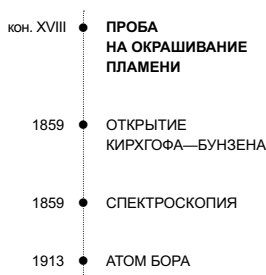 кон. XVIII ПРОБА
НА ОКРАШИВАНИЕ
ПЛАМЕНИ
1859 ОТКРЫТИЕ
КИРХГОФА—БУНЗЕНА
1859 СПЕКТРОСКОПИЯ
1913 АТОМ БОРА